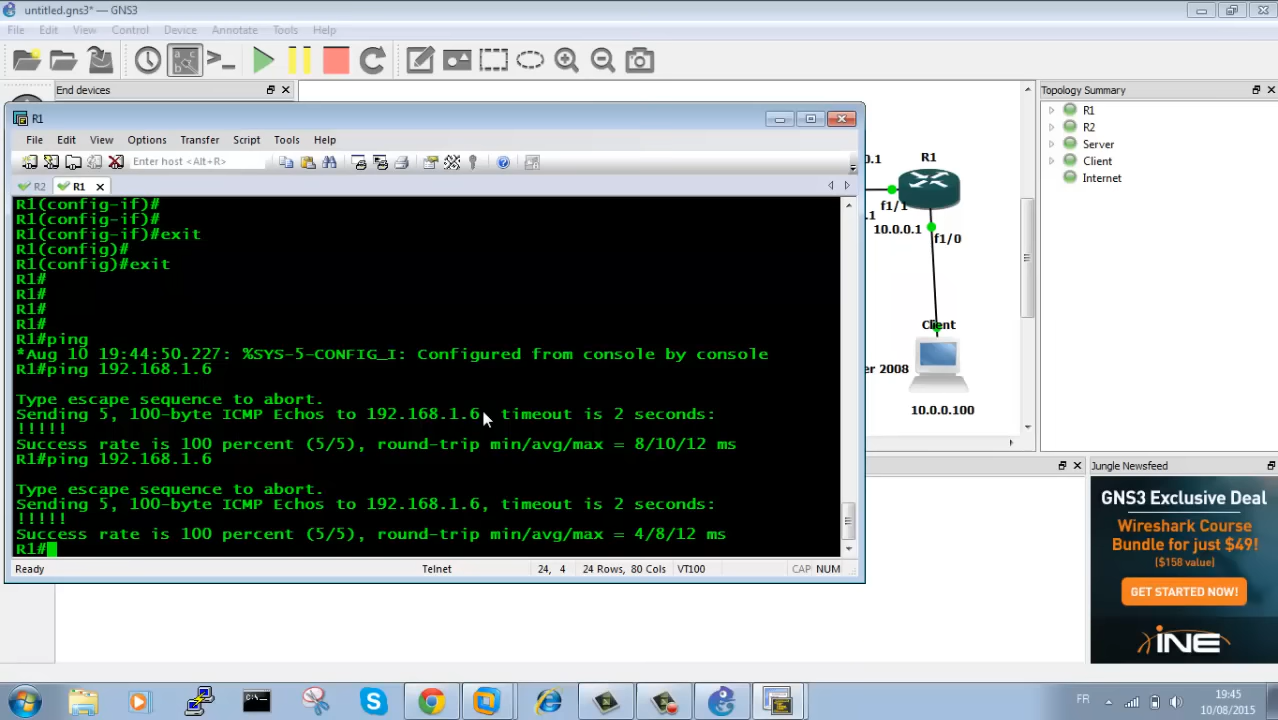 untitled.gns3* — GNS3
File Edit View Control Device Annotate Tools Help
End devices
Topology Summary
R1
R2
Server
Client
Internet
R1
File Edit View Options Transfer Script Tools Help
Enter host <Alt+R>
R2 R1
R1(config-if)#
R1(config-if)#
R1(config-if)#exit
R1(config)#
R1(config)#exit
R1#
R1#
R1#
R1#
R1#ping
*Aug 10 19:44:50.227: %SYS-5-CONFIG_I: Configured from console by console
R1#ping 192.168.1.6
Type escape sequence to abort.
Sending 5, 100-byte ICMP Echos to 192.168.1.6, timeout is 2 seconds:
!!!!!
Success rate is 100 percent (5/5), round-trip min/avg/max = 8/10/12 ms
R1#ping 192.168.1.6
Type escape sequence to abort.
Sending 5, 100-byte ICMP Echos to 192.168.1.6, timeout is 2 seconds:
!!!!!
Success rate is 100 percent (5/5), round-trip min/avg/max = 4/8/12 ms
R1#
Ready Telnet 24, 4 24 Rows, 80 Cols VT100 CAP NUM
0.1
R1
f1/1
.1
10.0.0.1
f1/0
Client
er 2008
10.0.0.100
Jungle Newsfeed
GNS3 Exclusive Deal
Wireshark Course
Bundle for just $49!
($158 value)
GET STARTED NOW!
iNE
FR
19:45
10/08/2015